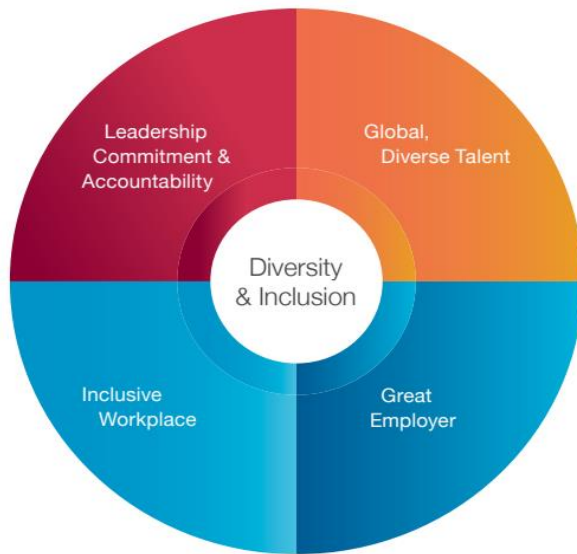 Leadership
Commitment &
Accountability
Global,
Diverse Talent
Diversity
& Inclusion
Inclusive
Workplace
Great
Employer